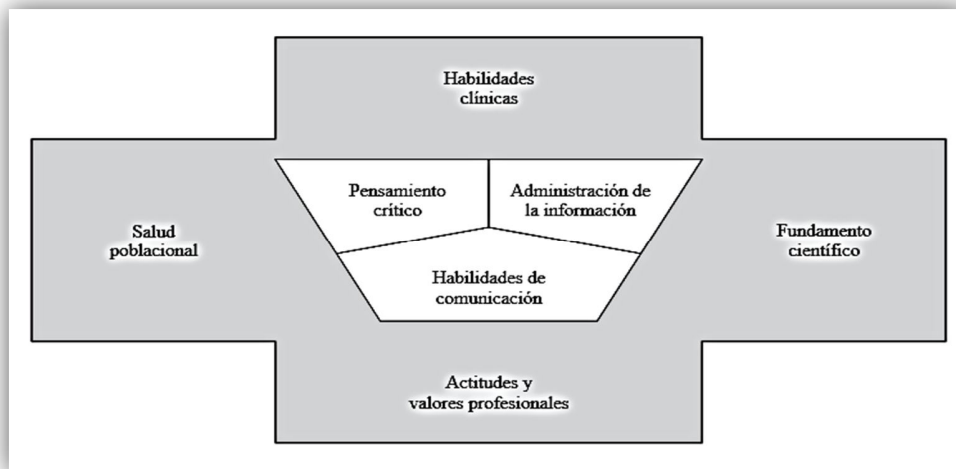 Habilidades
clínicas
Pensamiento
crítico
Administración de
la información
Salud
poblacional
Fundamento
científico
Habilidades de
comunicación
Actitudes y
valores profesionales